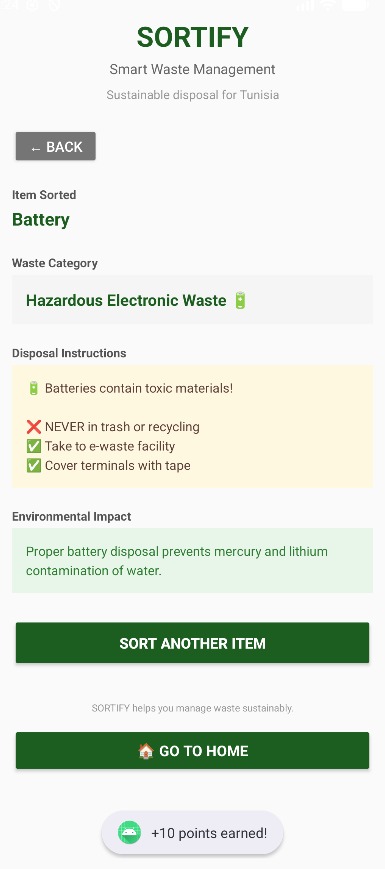 SORTIFY
Smart Waste Management
Sustainable disposal for Tunisia
← BACK
Item Sorted
Battery
Waste Category
Hazardous Electronic Waste 🔋
Disposal Instructions
🔋 Batteries contain toxic materials!
❌ NEVER in trash or recycling
✅ Take to e-waste facility
✅ Cover terminals with tape
Environmental Impact
Proper battery disposal prevents mercury and lithium
contamination of water.
SORT ANOTHER ITEM
SORTIFY helps you manage waste sustainably.
🏠 GO TO HOME
+10 points earned!